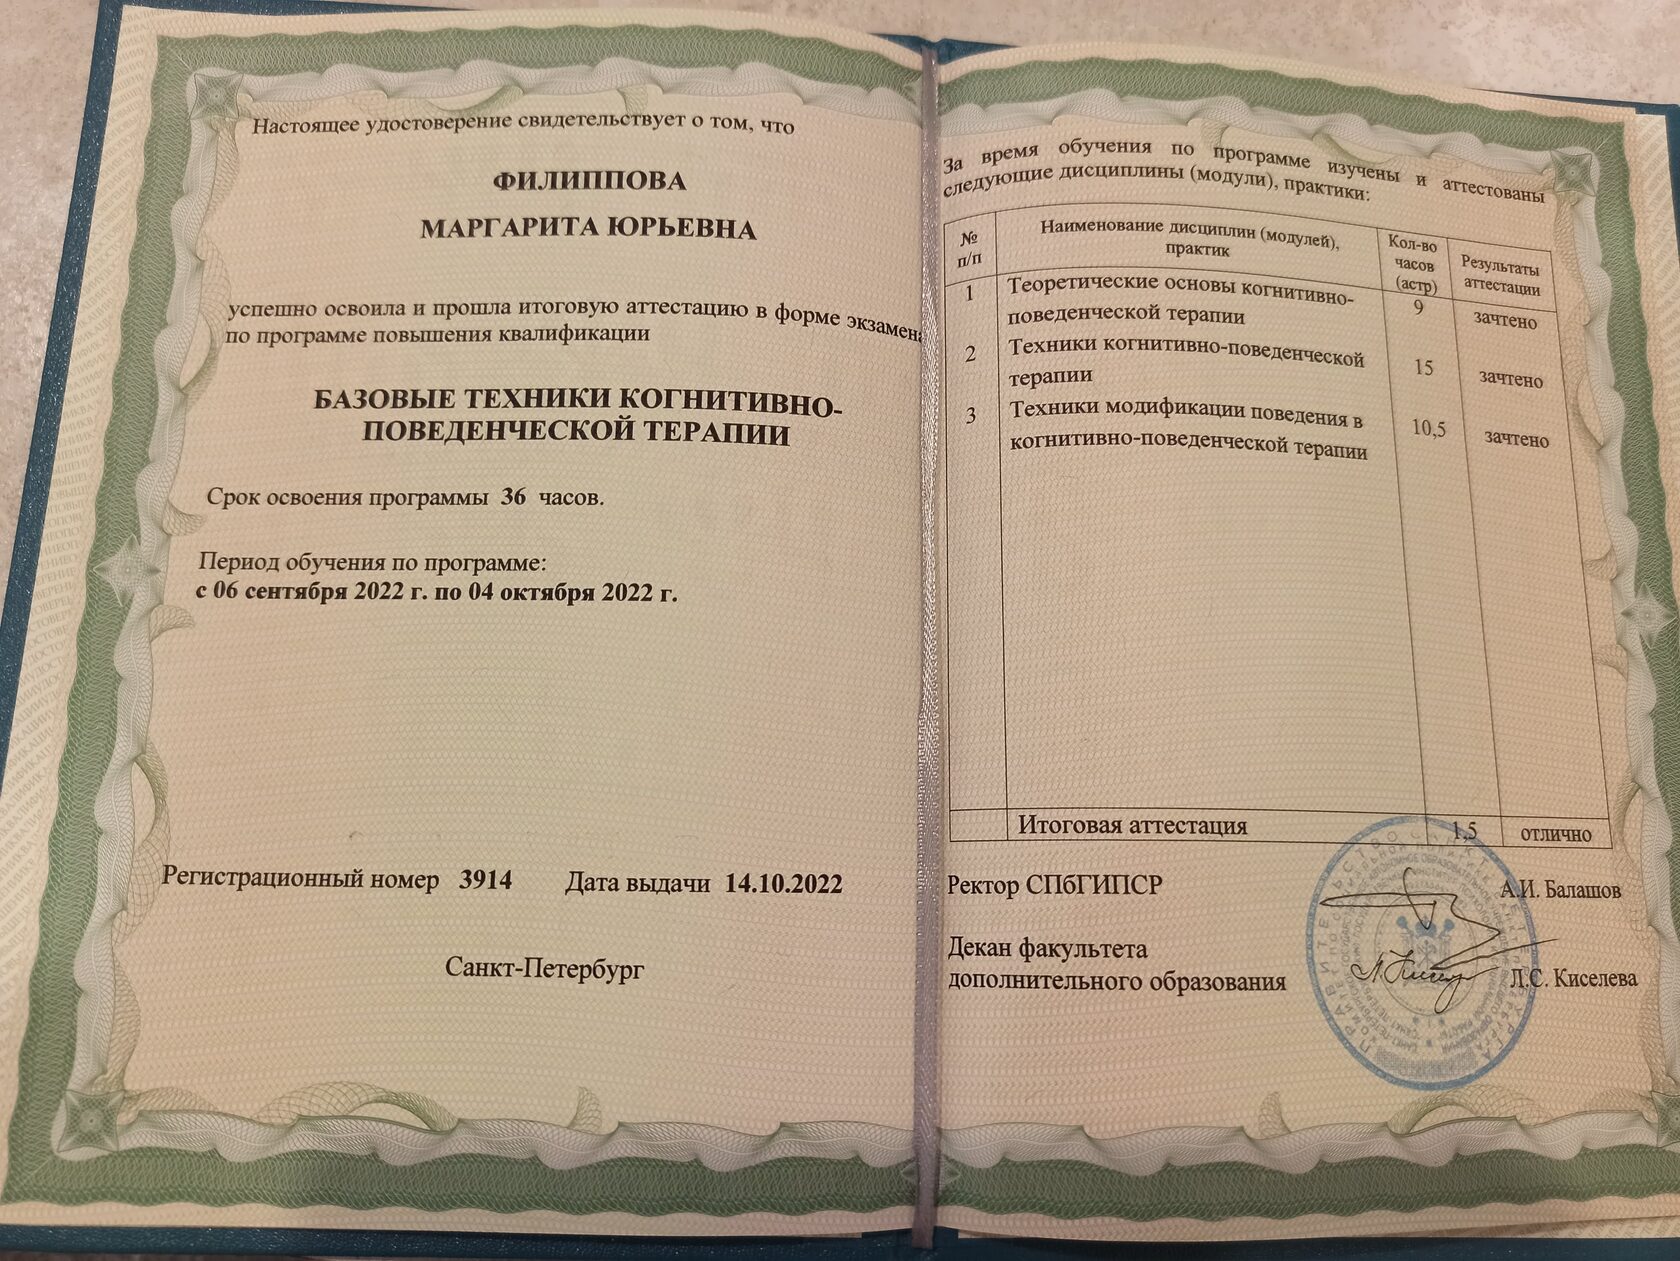 Настоящее удостоверение свидетельствует о том, что
ФИЛИППОВА
МАРГАРИТА ЮРЬЕВНА
успешно освоила и прошла итоговую аттестацию в форме экзамена
по программе повышения квалификации
БАЗОВЫЕ ТЕХНИКИ КОГНИТИВНО-
ПОВЕДЕНЧЕСКОЙ ТЕРАПИИ
Срок освоения программы 36 часов.
Период обучения по программе:
с 06 сентября 2022 г. по 04 октября 2022 г.
Регистрационный номер 3914 Дата выдачи 14.10.2022
Санкт-Петербург
За время обучения по программе изучены и аттестованы
следующие дисциплины (модули), практики:
№ п/п Наименование дисциплин (модулей), практик Кол-во часов (астр) Результаты аттестации
1 Теоретические основы когнитивно-
поведенческой терапии 9 зачтено
2 Техники когнитивно-поведенческой
терапии 15 зачтено
3 Техники модификации поведения в
когнитивно-поведенческой терапии 10,5 зачтено
Итоговая аттестация 1,5 отлично
Ректор СПбГИПСР А.И. Балашов
Декан факультета
дополнительного образования Л.С. Киселева